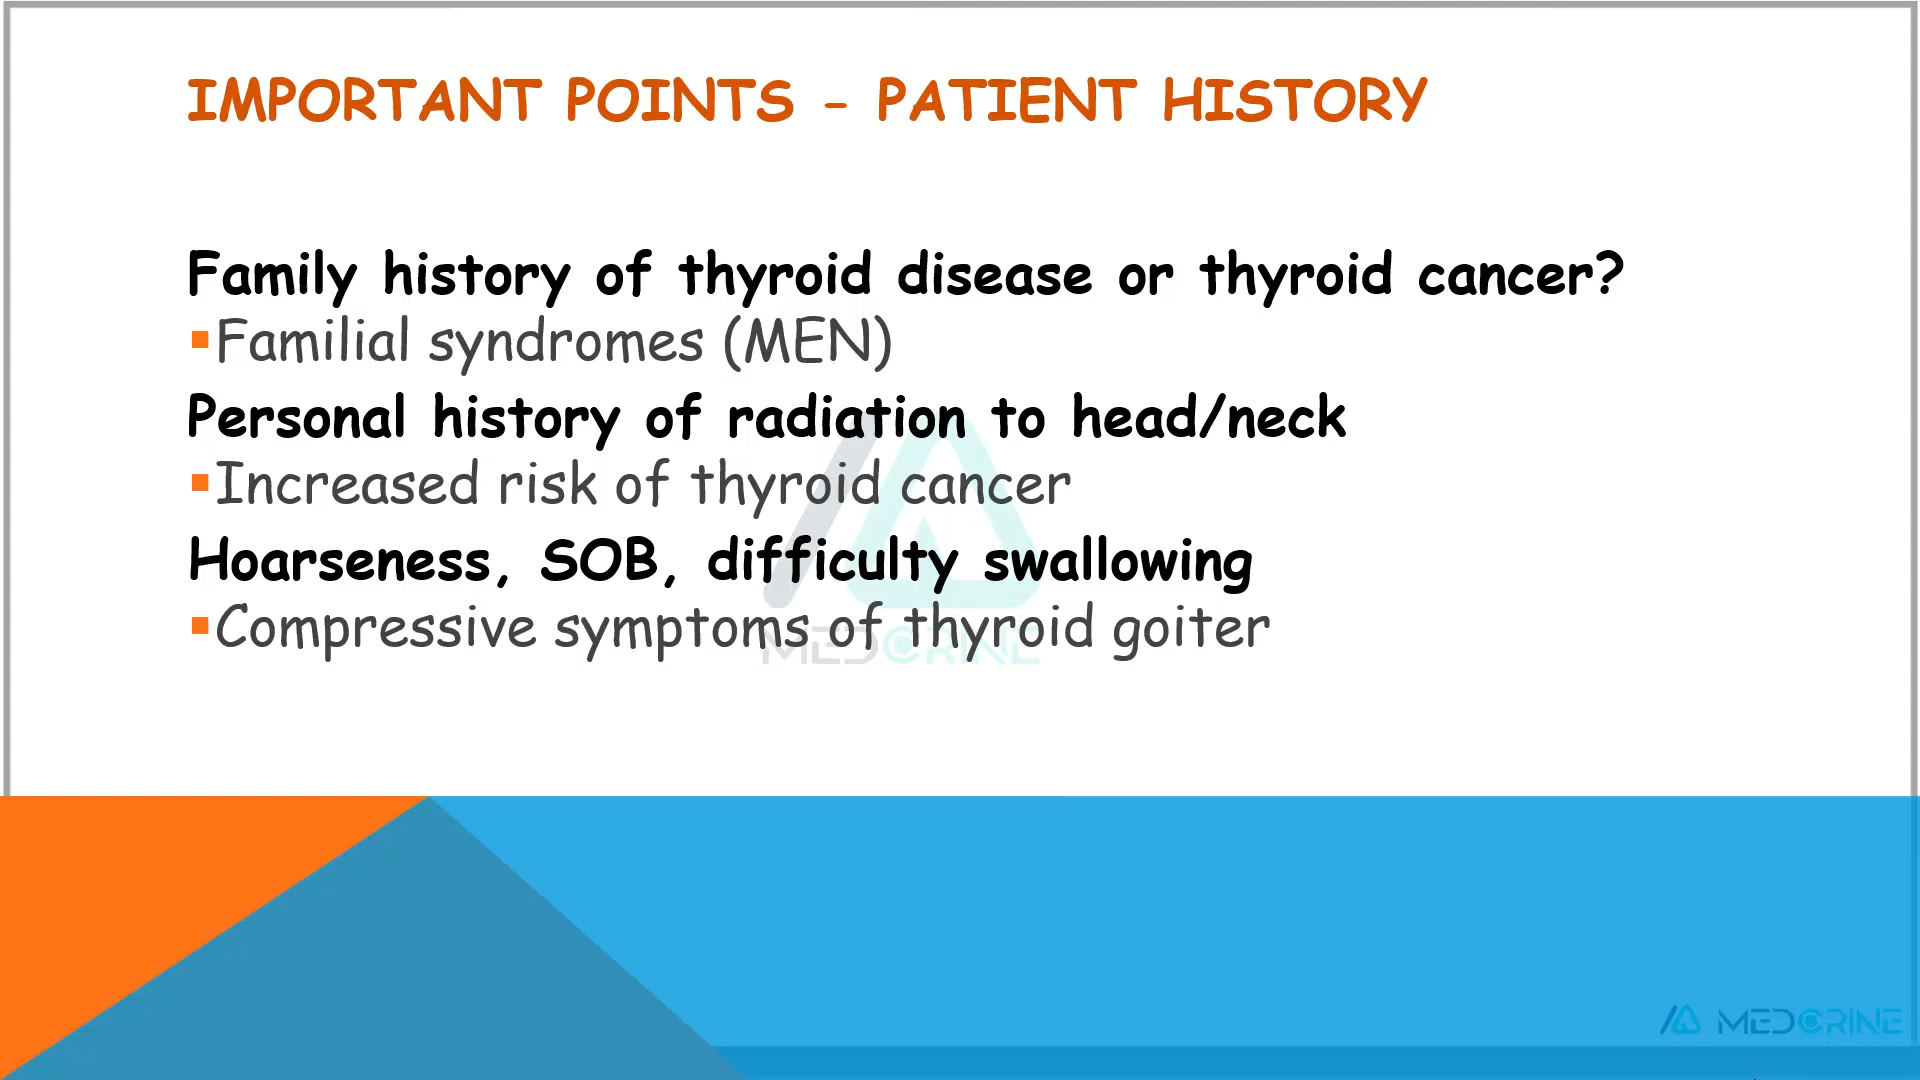 IMPORTANT POINTS - PATIENT HISTORY
Family history of thyroid disease or thyroid cancer?
▪Familial syndromes (MEN)
Personal history of radiation to head/neck
▪Increased risk of thyroid cancer
Hoarseness, SOB, difficulty swallowing
▪Compressive symptoms of thyroid goiter
MEDCRINE
MEDCRINE